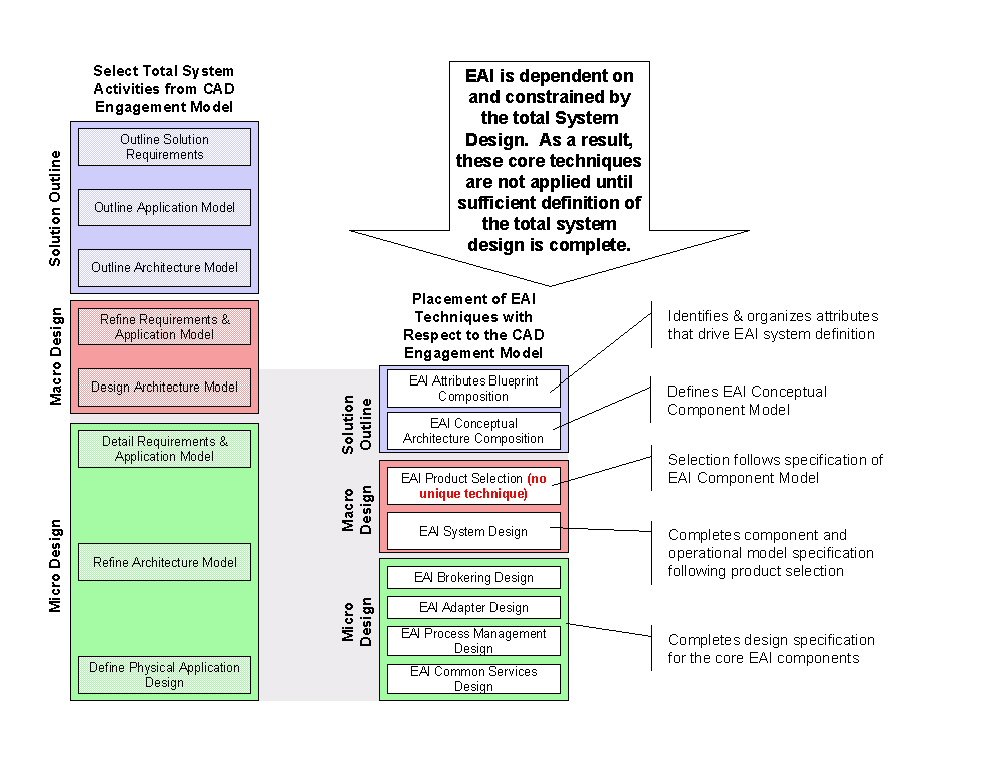 Select Total System
Activities from CAD
Engagement Model
Solution Outline
Outline Solution
Requirements
Outline Application Model
Outline Architecture Model
Macro Design
Refine Requirements &
Application Model
Design Architecture Model
Micro Design
Detail Requirements &
Application Model
Refine Architecture Model
Define Physical Application
Design
EAI is dependent on
and constrained by
the total System
Design.  As a result,
these core techniques
are not applied until
sufficient definition of
the total system
design is complete.
Placement of EAI
Techniques with
Respect to the CAD
Engagement Model
Solution
Outline
EAI Attributes Blueprint
Composition
EAI Conceptual
Architecture Composition
Macro
Design
EAI Product Selection (no
unique technique)
EAI System Design
Micro
Design
EAI Brokering Design
EAI Adapter Design
EAI Process Management
Design
EAI Common Services
Design
Identifies & organizes attributes
that drive EAI system definition
Defines EAI Conceptual
Component Model
Selection follows specification of
EAI Component Model
Completes component and
operational model specification
following product selection
Completes design specification
for the core EAI components